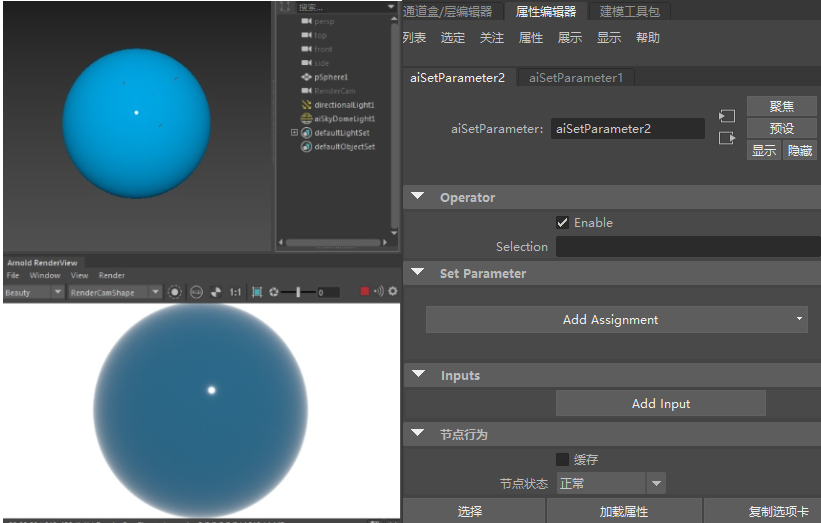 搜索...
persp
top
front
side
pSphere1
RenderCam
directionalLight1
aiSkyDomeLight1
defaultLightSet
defaultObjectSet
Arnold RenderView
File Window View Render
Beauty RenderCamShape 1:1 0
通道盒/层编辑器 属性编辑器 建模工具包
列表 选定 关注 属性 展示 显示 帮助
aiSetParameter2 aiSetParameter1
aiSetParameter: aiSetParameter2
聚焦
预设
显示 隐藏
Operator
Enable
Selection
Set Parameter
Add Assignment
Inputs
Add Input
节点行为
缓存
节点状态 正常
选择 加载属性 复制选项卡